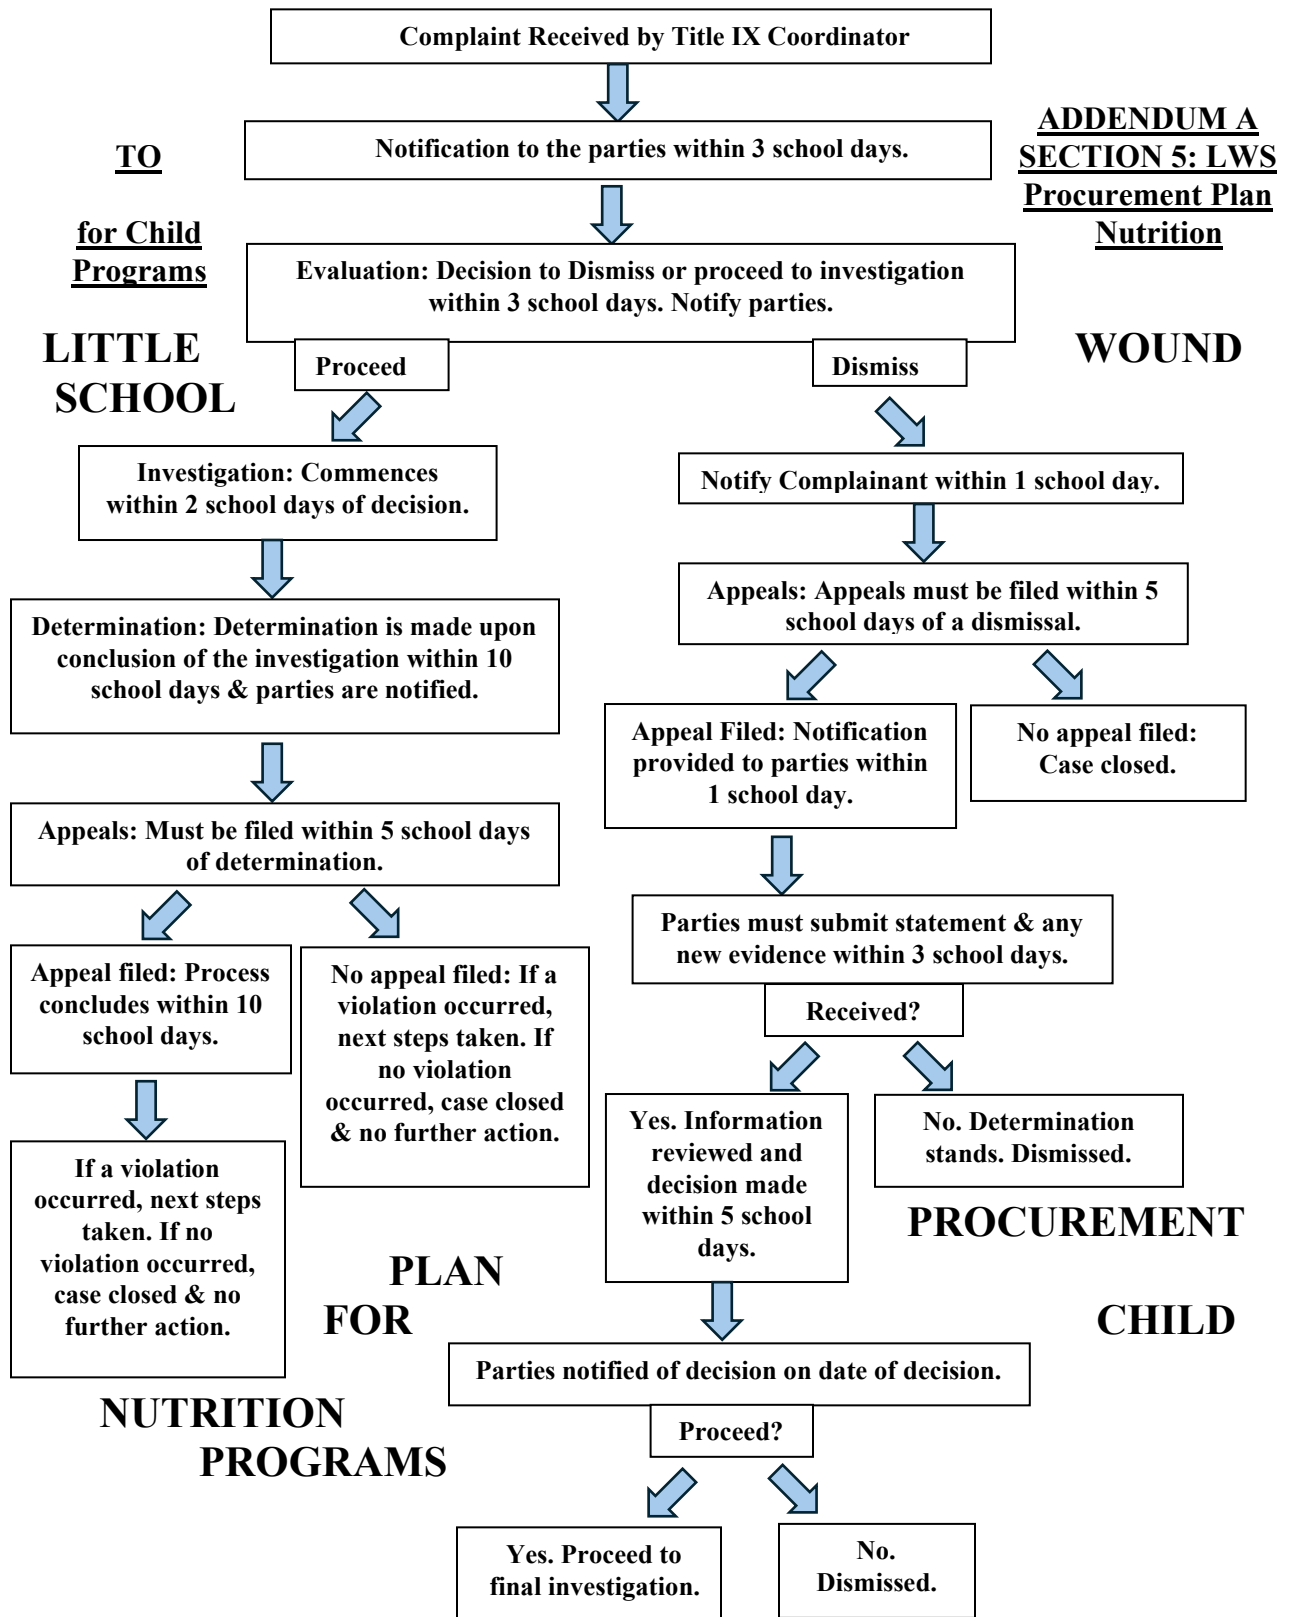 Complaint Received by Title IX Coordinator
Notification to the parties within 3 school days.
TO
for Child
Programs
ADDENDUM A
SECTION 5: LWS
Procurement Plan
Nutrition
Evaluation: Decision to Dismiss or proceed to investigation
within 3 school days. Notify parties.
LITTLE
SCHOOL
WOUND
Proceed
Dismiss
Investigation: Commences
within 2 school days of decision.
Notify Complainant within 1 school day.
Determination: Determination is made upon
conclusion of the investigation within 10
school days & parties are notified.
Appeals: Appeals must be filed within 5
school days of a dismissal.
Appeal Filed: Notification
provided to parties within
1 school day.
No appeal filed:
Case closed.
Appeals: Must be filed within 5 school days
of determination.
Parties must submit statement & any
new evidence within 3 school days.
Appeal filed: Process
concludes within 10
school days.
No appeal filed: If a
violation occurred,
next steps taken. If
no violation
occurred, case closed
& no further action.
Received?
Yes. Information
reviewed and
decision made
within 5 school
days.
No. Determination
stands. Dismissed.
If a violation
occurred, next steps
taken. If no
violation occurred,
case closed & no
further action.
PROCUREMENT
PLAN
FOR
CHILD
Parties notified of decision on date of decision.
NUTRITION
PROGRAMS
Proceed?
Yes. Proceed to
final investigation.
No.
Dismissed.